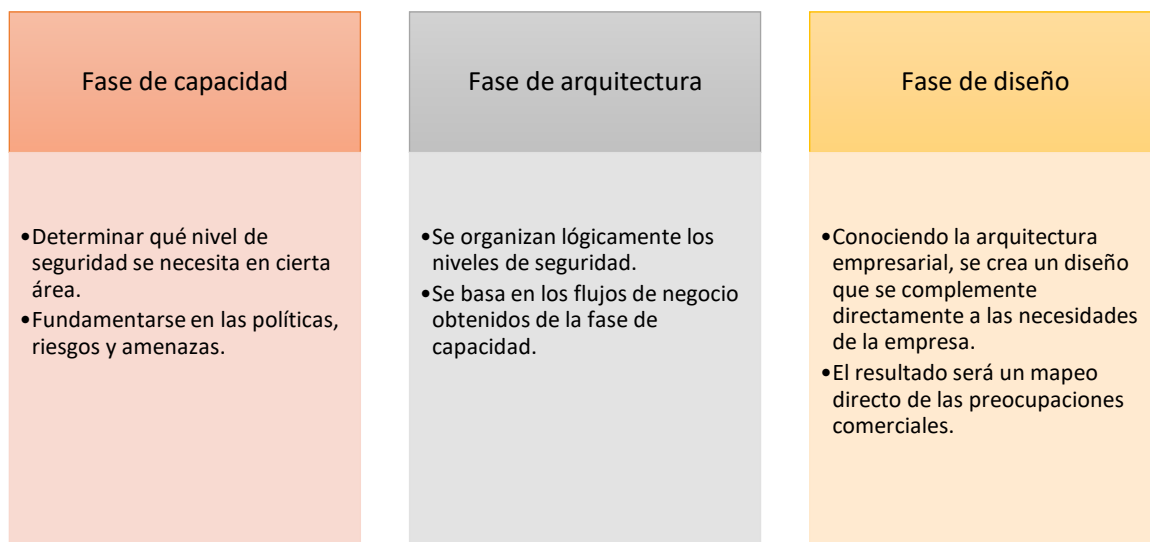 Fase de capacidad
•Determinar qué nivel de
seguridad se necesita en cierta
área.
•Fundamentarse en las políticas,
riesgos y amenazas.
Fase de arquitectura
•Se organizan lógicamente los
niveles de seguridad.
•Se basa en los flujos de negocio
obtenidos de la fase de
capacidad.
Fase de diseño
•Conociendo la arquitectura
empresarial, se crea un diseño
que se complemente
directamente a las necesidades
de la empresa.
•El resultado será un mapeo
directo de las preocupaciones
comerciales.